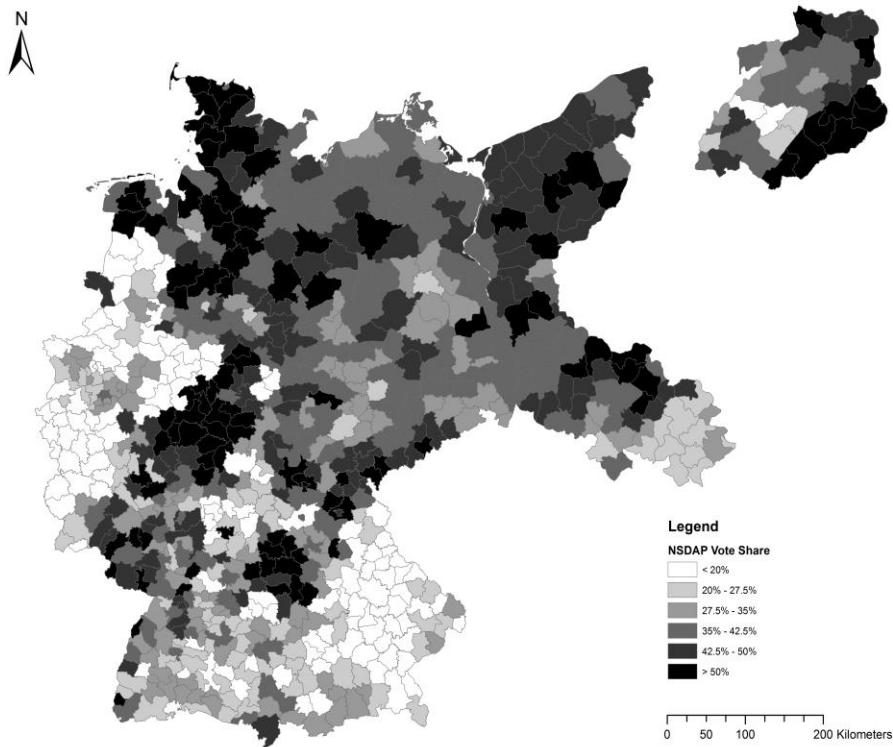 N
Legend
NSDAP Vote Share
< 20%
20% - 27.5%
27.5% - 35%
35% - 42.5%
42.5% - 50%
> 50%
0 50 100 200 Kilometers